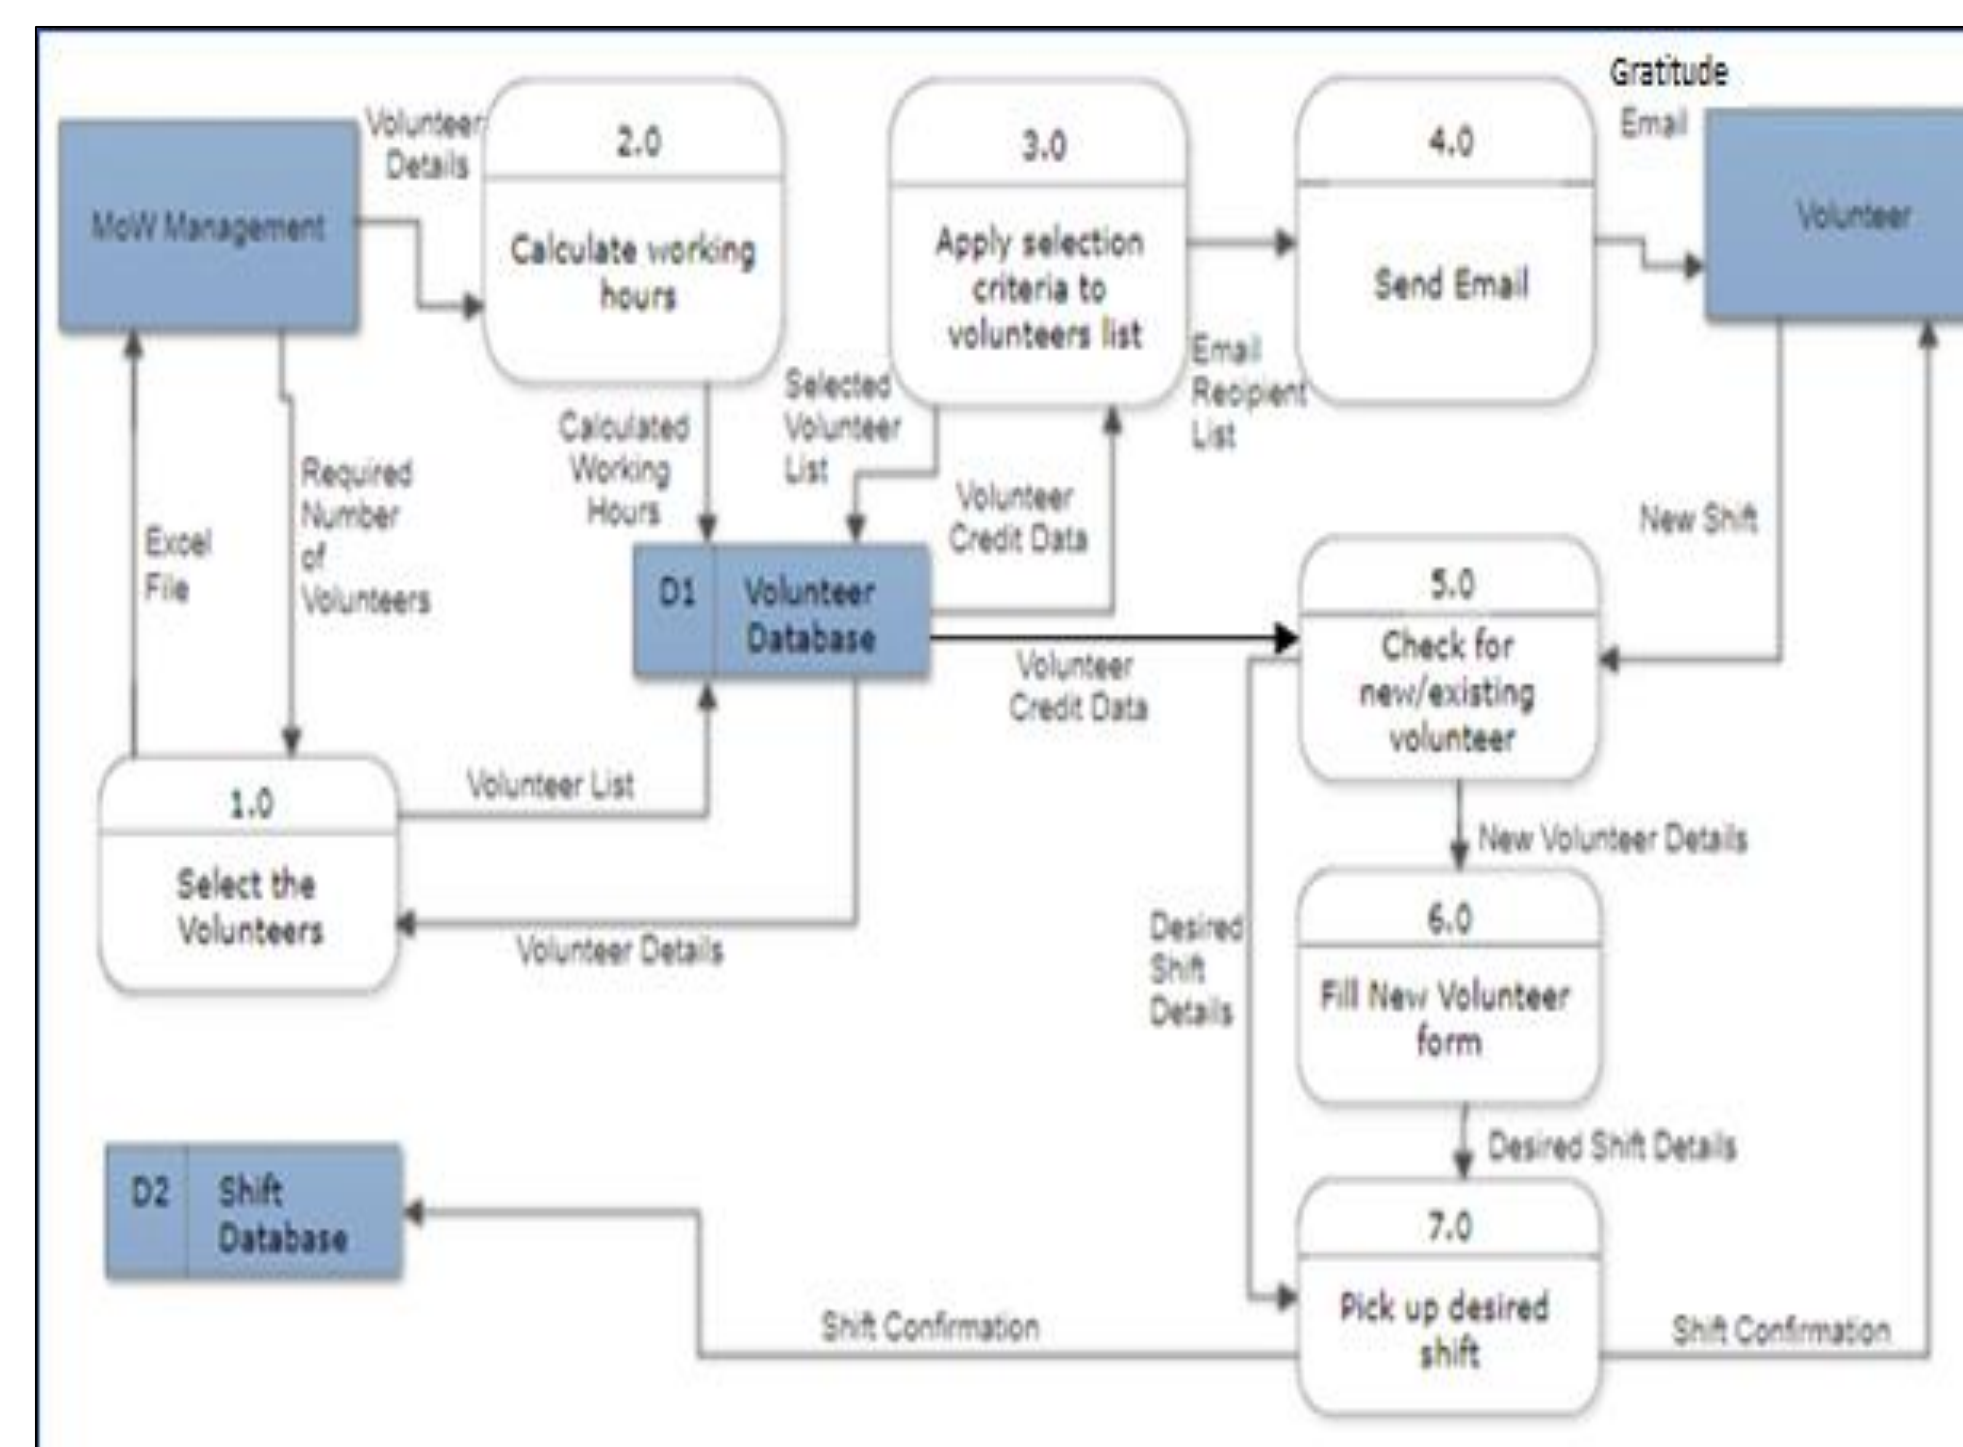 Gratitude
Email
Volunteer
Details
2.0
3.0
4.0
MoW Management
Volunteer
Calculate working
hours
Apply selection
criteria to
volunteers list
Send Email
Email
Recipient
List
Selected
Volunteer
List
Calculated
Working
Hours
Required
Number
of
Volunteers
Excel
File
Volunteer
Credit Data
New Shift
D1
Volunteer
Database
5.0
Check for
new/existing
volunteer
Volunteer
Credit Data
Volunteer List
1.0
Select the
Volunteers
Volunteer Details
New Volunteer Details
6.0
Fill New Volunteer
form
Desired
Shift
Details
Desired Shift Details
D2
Shift
Database
7.0
Pick up desired
shift
Shift Confirmation
Shift Confirmation